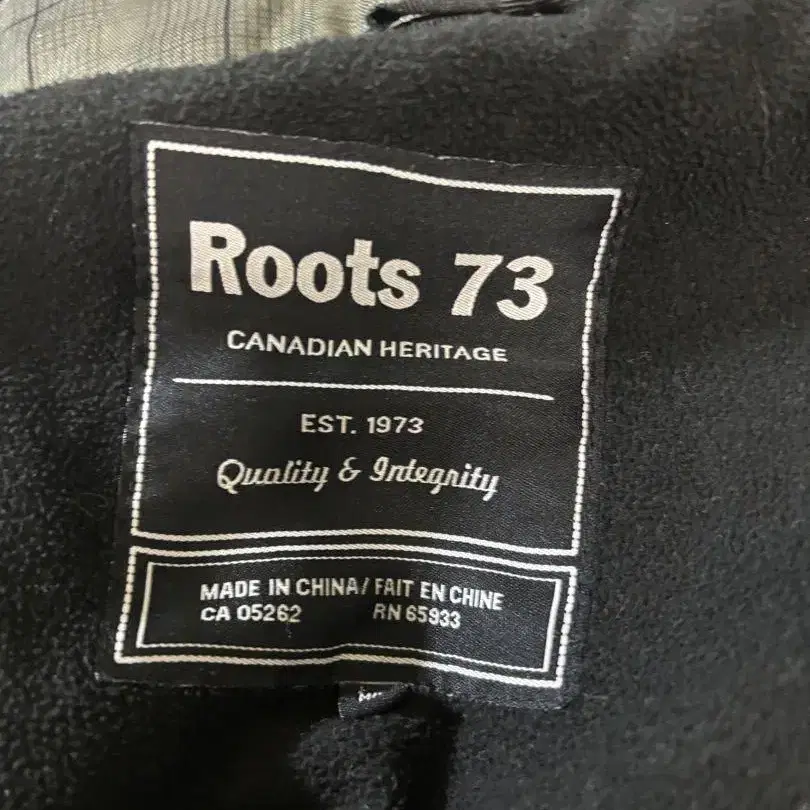 Roots 73
CANADIAN HERITAGE
EST. 1973
Quality & Integrity
MADE IN CHINA/ FAIT EN CHINE
CA 05262 RN 65933